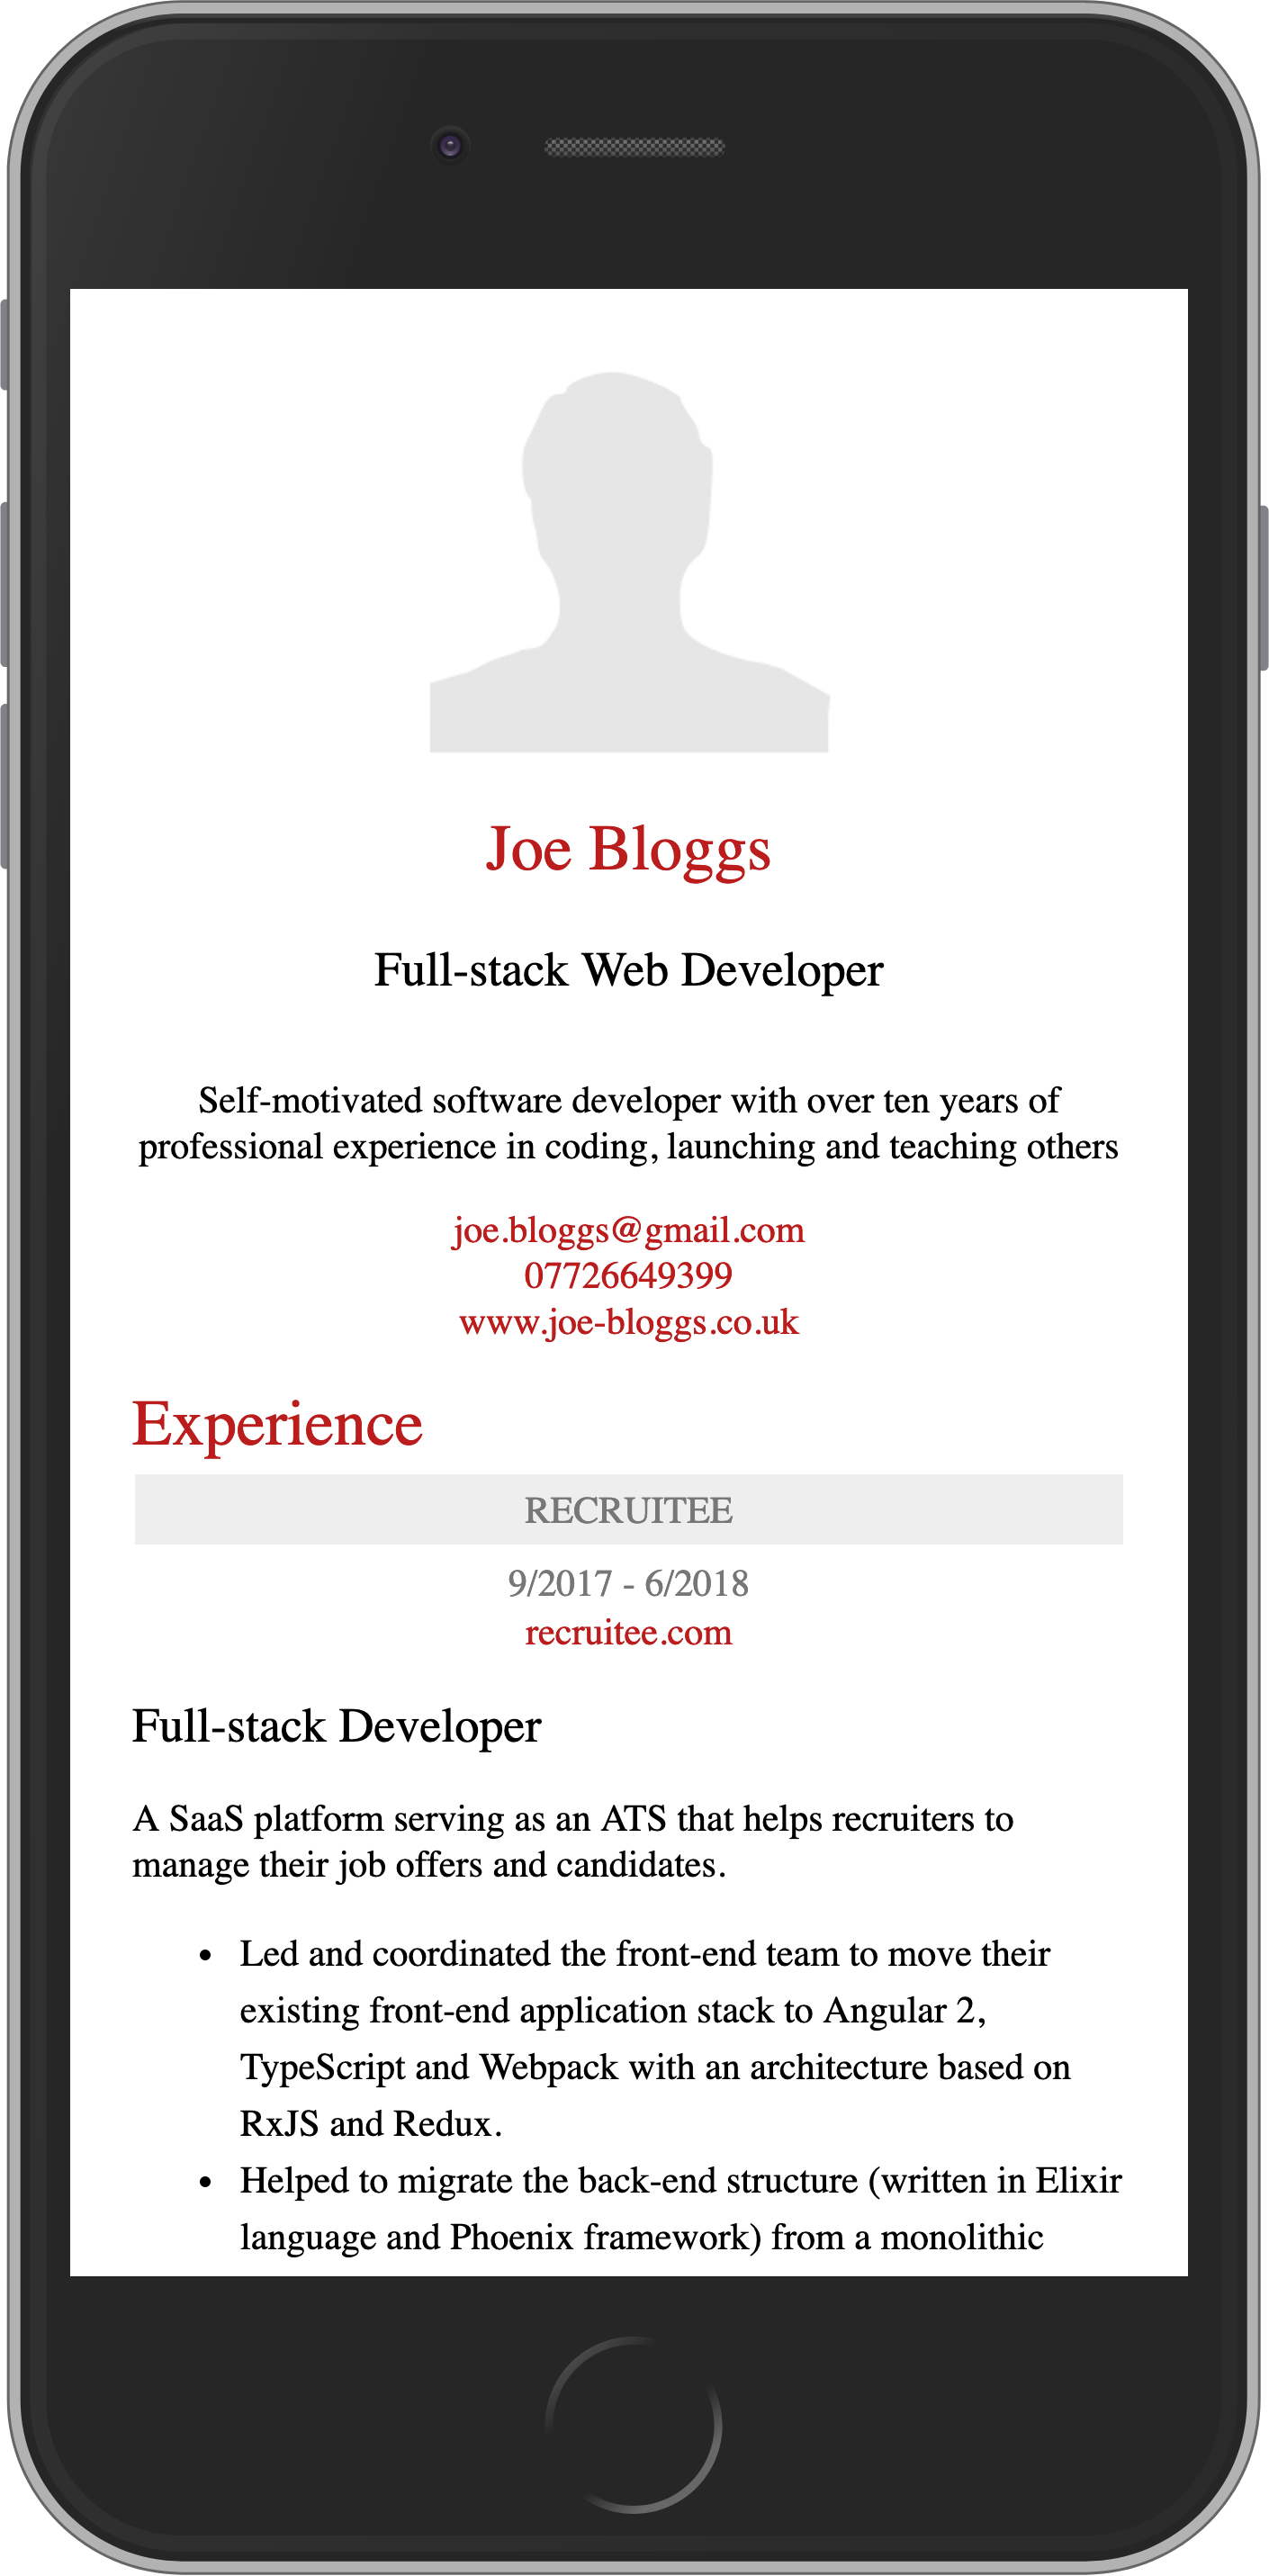 Joe Bloggs
Full-stack Web Developer
Self-motivated software developer with over ten years of
professional experience in coding, launching and teaching others
joe.bloggs@gmail.com
07726649399
www.joe-bloggs.co.uk
Experience
RECRUITEE
9/2017 - 6/2018
recruitee.com
Full-stack Developer
A SaaS platform serving as an ATS that helps recruiters to
manage their job offers and candidates.
• Led and coordinated the front-end team to move their
existing front-end application stack to Angular 2,
TypeScript and Webpack with an architecture based on
RxJS and Redux.
• Helped to migrate the back-end structure (written in Elixir
language and Phoenix framework) from a monolithic